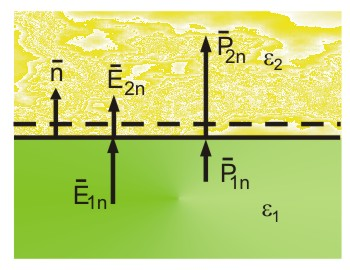 n̄ Ē2n P̄2n ε2
Ē1n P̄1n ε1